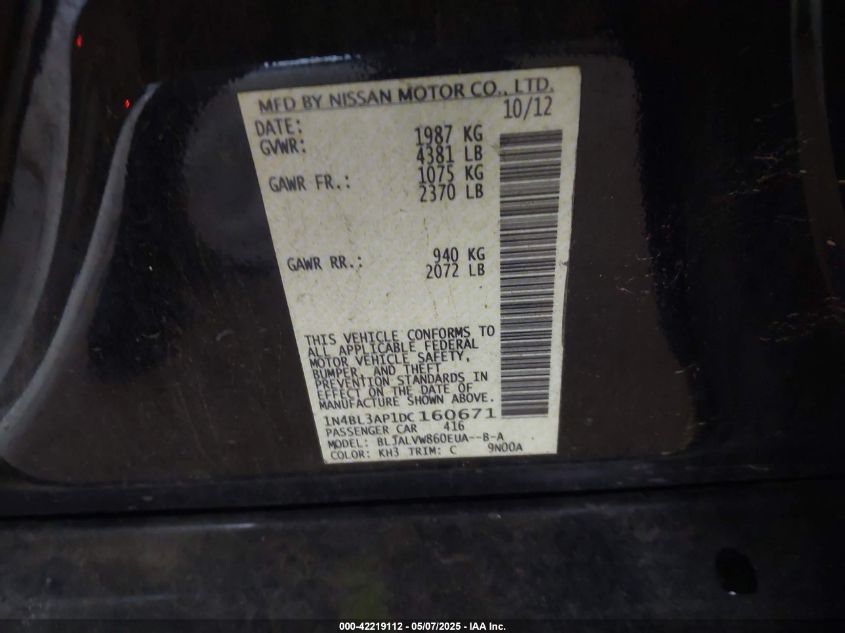 MFD BY NISSAN MOTOR CO., LTD.
DATE: 10/12
GVWR: 1987 KG
4381 LB
GAWR FR.: 1075 KG
2370 LB
GAWR RR.: 940 KG
2072 LB
THIS VEHICLE CONFORMS TO
ALL APPLICABLE FEDERAL
MOTOR VEHICLE SAFETY,
BUMPER, AND THEFT
PREVENTION STANDARDS IN
EFFECT ON THE DATE OF
MANUFACTURE SHOWN ABOVE.
1N4BL3AP1DC160671
PASSENGER CAR 416
MODEL: BLJALVW860EUA--B-A
COLOR: KH3 TRIM: C 9N00A
000-42219112 - 05/07/2025 - IAA Inc.